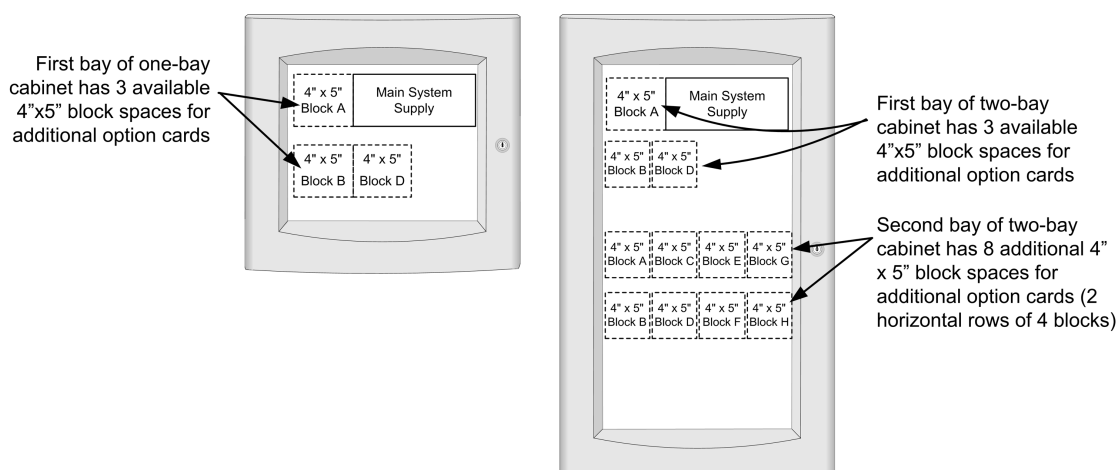 First bay of one-bay
cabinet has 3 available
4”x5” block spaces for
additional option cards
4" x 5"
Block A
Main System
Supply
4" x 5"
Block B
4" x 5"
Block D
4" x 5"
Block A
Main System
Supply
4" x 5"
Block B
4" x 5"
Block D
4" x 5"
Block A
4" x 5"
Block C
4" x 5"
Block E
4" x 5"
Block G
4" x 5"
Block B
4" x 5"
Block D
4" x 5"
Block F
4" x 5"
Block H
First bay of two-bay
cabinet has 3 available
4”x5” block spaces for
additional option cards
Second bay of two-bay
cabinet has 8 additional 4”
x 5” block spaces for
additional option cards (2
horizontal rows of 4 blocks)